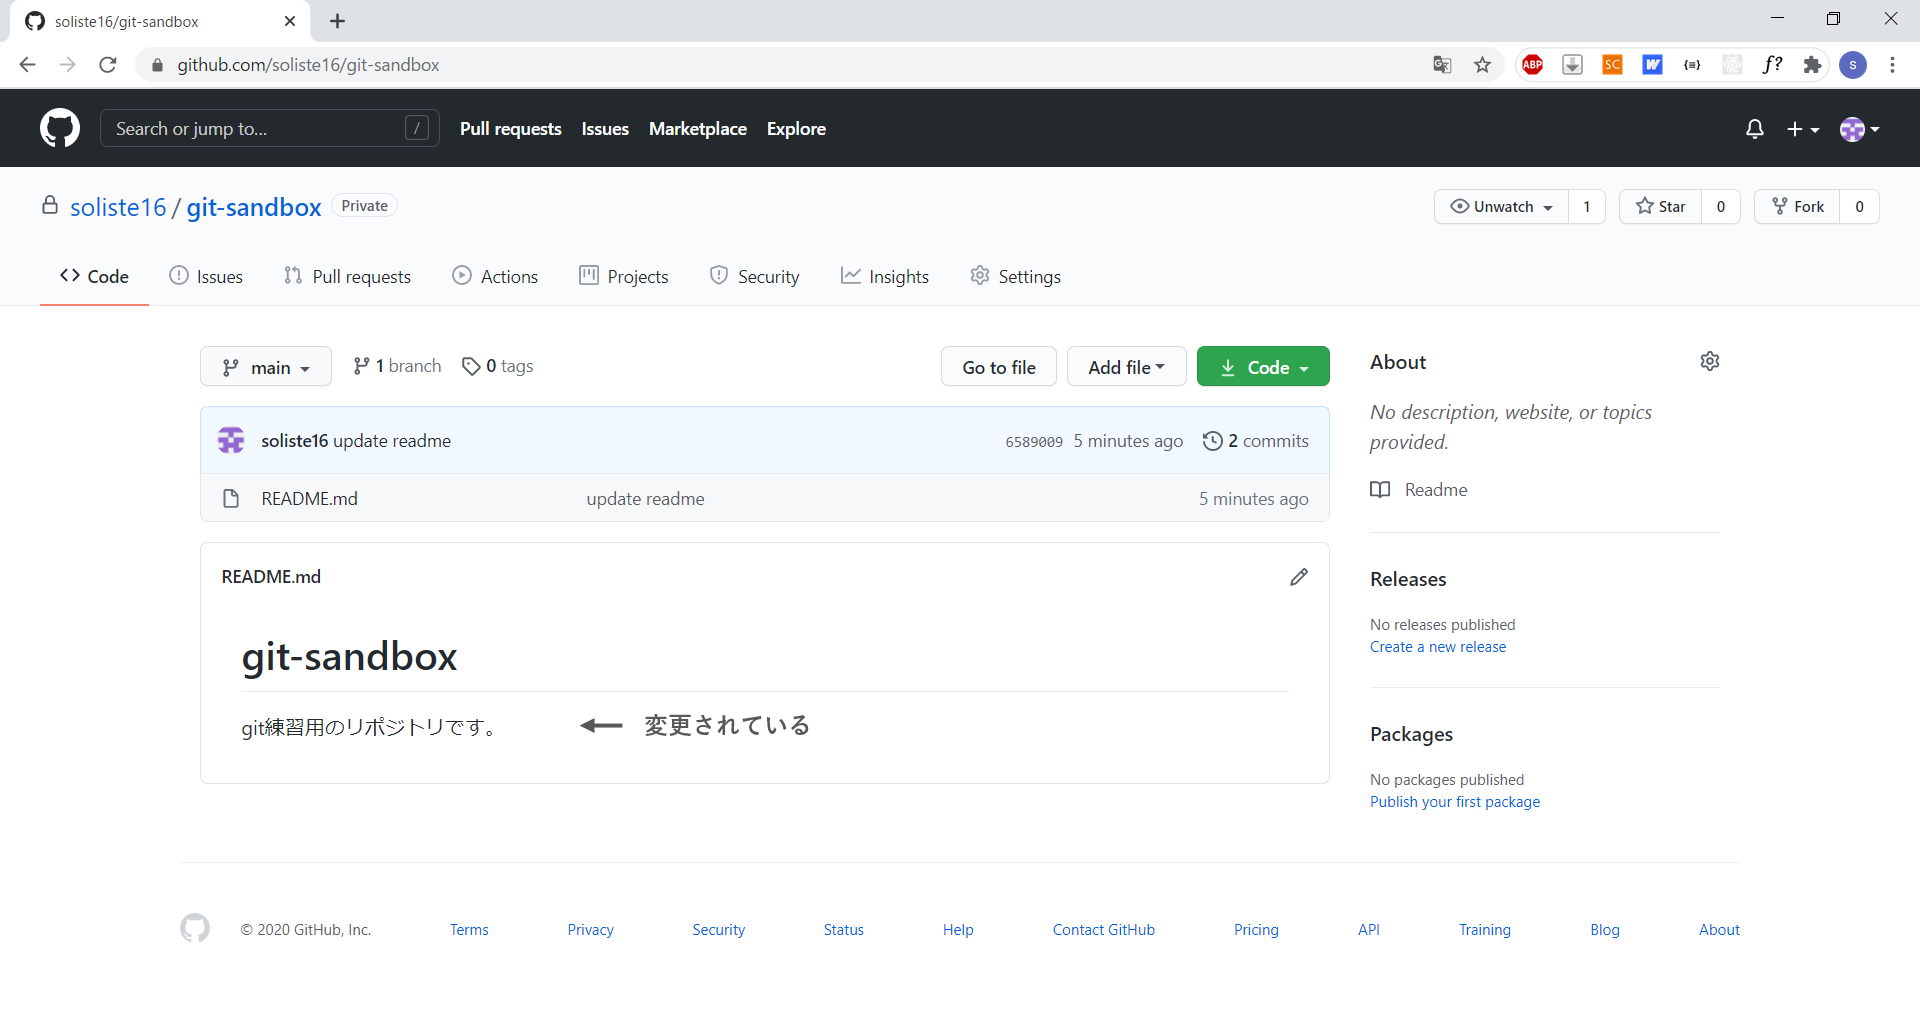 soliste16/git-sandbox
github.com/soliste16/git-sandbox
ABP
SC
W
{≡}
f?
s
Search or jump to... /
Pull requests Issues Marketplace Explore
soliste16 / git-sandbox Private
Unwatch 1 Star 0 Fork 0
Code Issues Pull requests Actions Projects Security Insights Settings
main 1 branch 0 tags Go to file Add file Code
soliste16 update readme 6589009 5 minutes ago 2 commits
README.md update readme 5 minutes ago
README.md
git-sandbox
git練習用のリポジトリです。 ← 変更されている
About
No description, website, or topics
provided.
Readme
Releases
No releases published
Create a new release
Packages
No packages published
Publish your first package
© 2020 GitHub, Inc. Terms Privacy Security Status Help Contact GitHub Pricing API Training Blog About